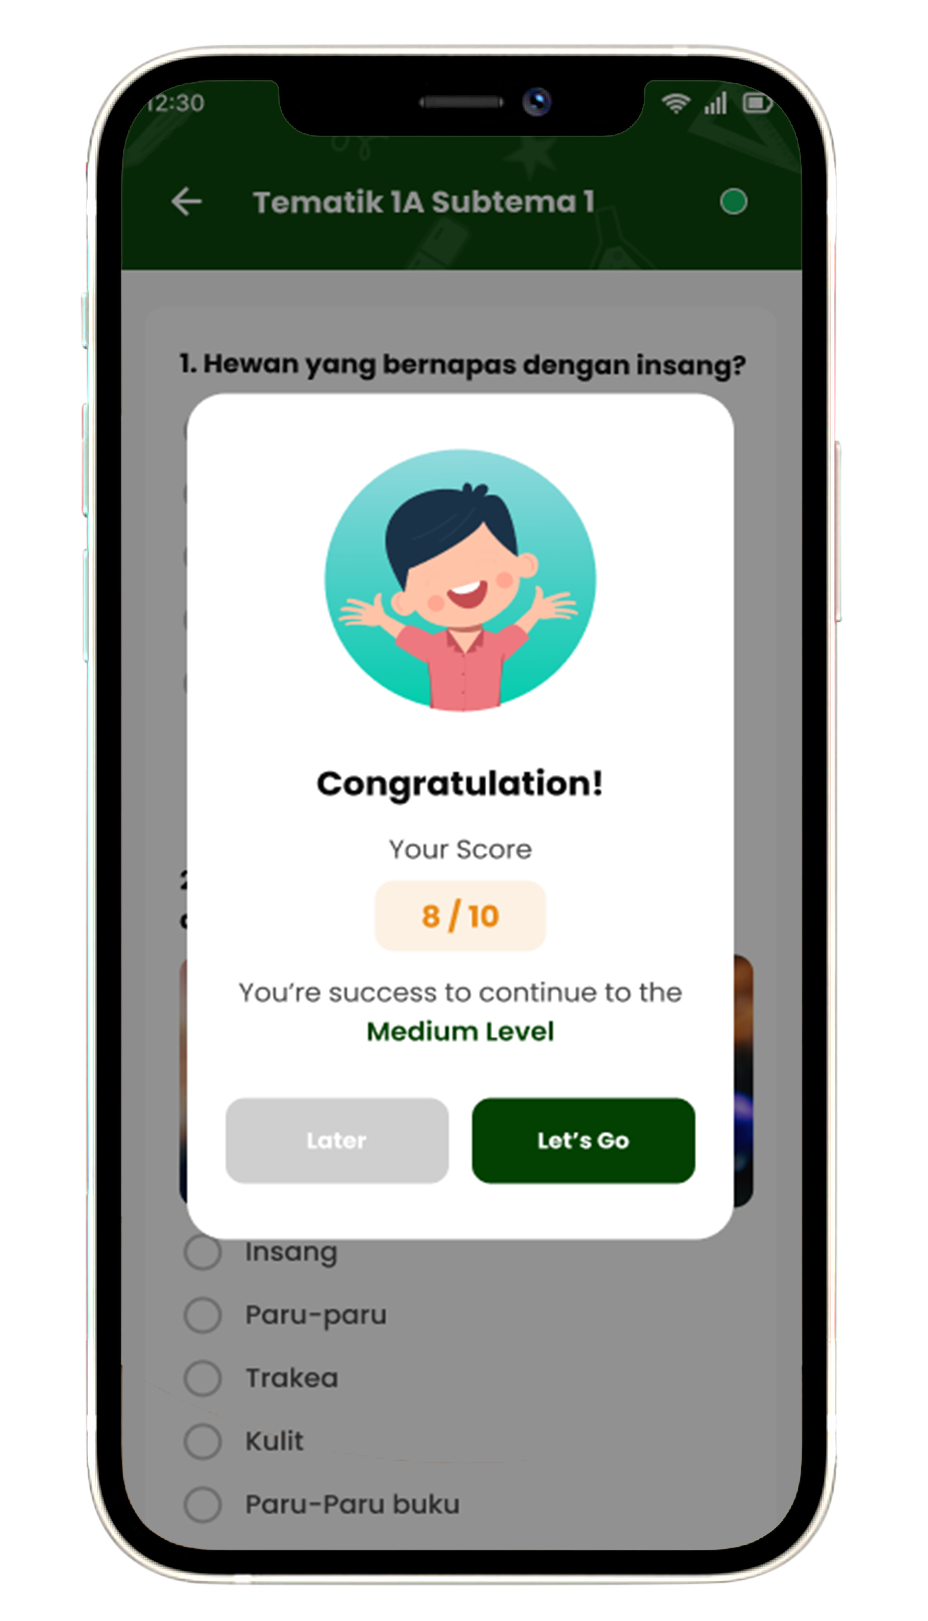 12:30
Tematik 1A Subtema 1
1. Hewan yang bernapas dengan insang?
Congratulation!
Your Score
8 / 10
You’re success to continue to the
Medium Level
Later
Let’s Go
Insang
Paru-paru
Trakea
Kulit
Paru-Paru buku